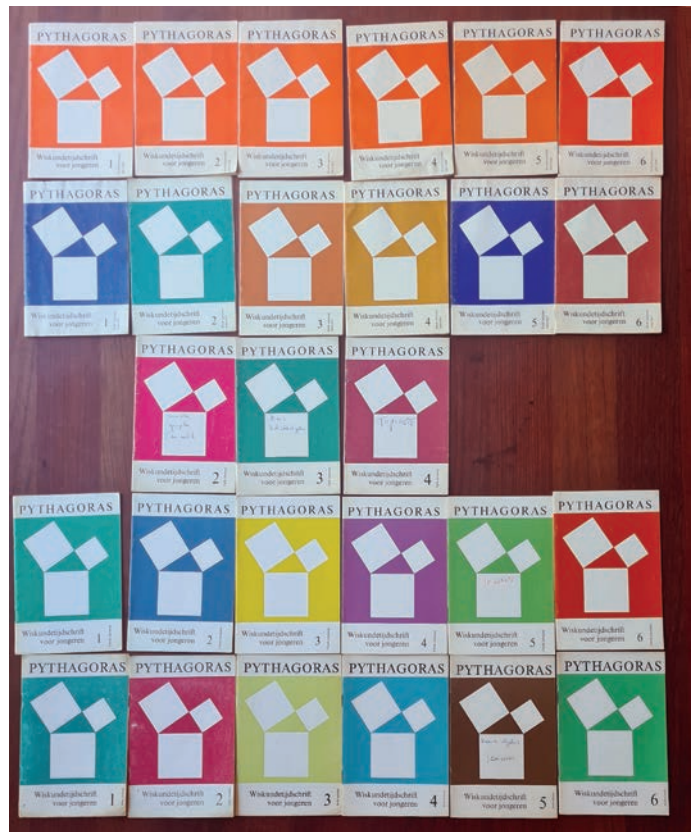 PYTHAGORAS
Wiskundetijdschrift
voor jongeren 1
PYTHAGORAS
Wiskundetijdschrift
voor jongeren 2
PYTHAGORAS
Wiskundetijdschrift
voor jongeren 3
PYTHAGORAS
Wiskundetijdschrift
voor jongeren 4
PYTHAGORAS
Wiskundetijdschrift
voor jongeren 5
PYTHAGORAS
Wiskundetijdschrift
voor jongeren 6
PYTHAGORAS
Wiskundetijdschrift
voor jongeren 1
PYTHAGORAS
Wiskundetijdschrift
voor jongeren 2
PYTHAGORAS
Wiskundetijdschrift
voor jongeren 3
PYTHAGORAS
Wiskundetijdschrift
voor jongeren 4
PYTHAGORAS
Wiskundetijdschrift
voor jongeren 5
PYTHAGORAS
Wiskundetijdschrift
voor jongeren 6
PYTHAGORAS
Wiskundetijdschrift
voor jongeren 2
PYTHAGORAS
Wiskundetijdschrift
voor jongeren 3
PYTHAGORAS
Wiskundetijdschrift
voor jongeren 4
PYTHAGORAS
Wiskundetijdschrift
voor jongeren 1
PYTHAGORAS
Wiskundetijdschrift
voor jongeren 2
PYTHAGORAS
Wiskundetijdschrift
voor jongeren 3
PYTHAGORAS
Wiskundetijdschrift
voor jongeren 4
PYTHAGORAS
Wiskundetijdschrift
voor jongeren 5
PYTHAGORAS
Wiskundetijdschrift
voor jongeren 6
PYTHAGORAS
Wiskundetijdschrift
voor jongeren 1
PYTHAGORAS
Wiskundetijdschrift
voor jongeren 2
PYTHAGORAS
Wiskundetijdschrift
voor jongeren 3
PYTHAGORAS
Wiskundetijdschrift
voor jongeren 4
PYTHAGORAS
Wiskundetijdschrift
voor jongeren 5
PYTHAGORAS
Wiskundetijdschrift
voor jongeren 6